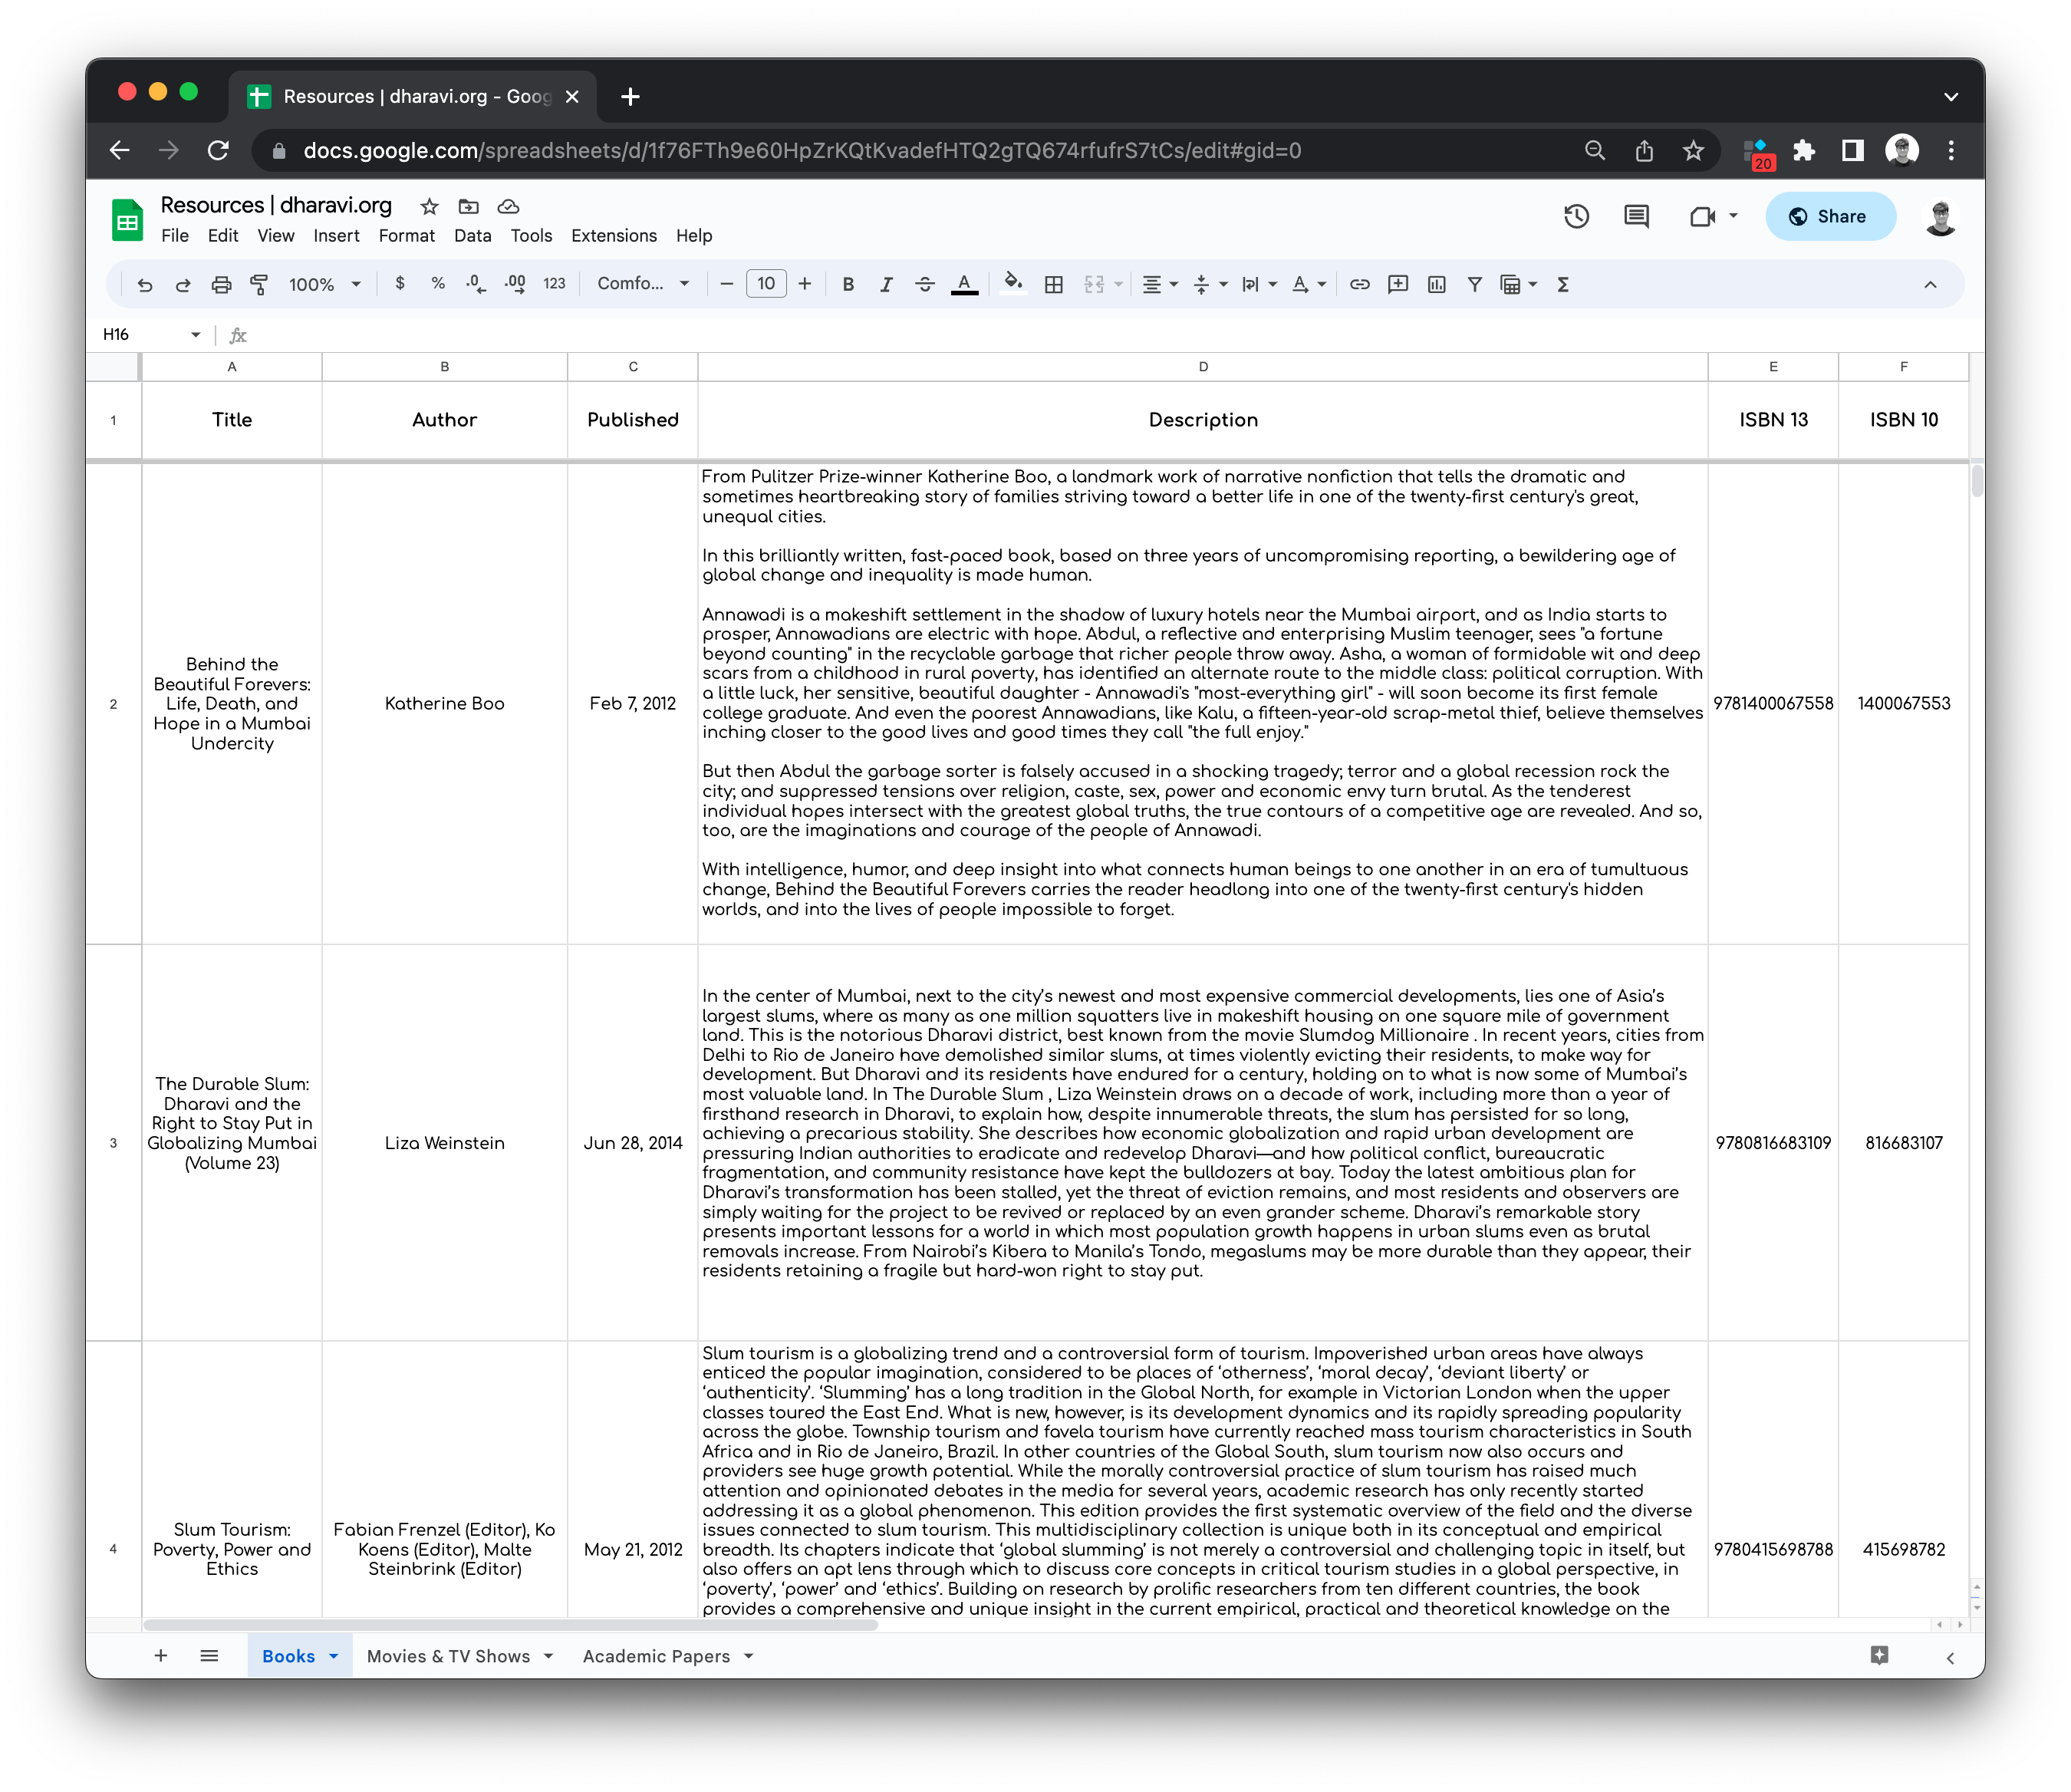 Resources | dharavi.org - Goog
docs.google.com/spreadsheets/d/1f76FTh9e60HpZrKQtKvadefHTQ2gTQ674rfufrS7tCs/edit#gid=0
20
Resources | dharavi.org
File Edit View Insert Format Data Tools Extensions Help
Share
100% $ % .0 .00 123 Comfo... 10 B I S A
H16 fx
A B C D E F
1 Title Author Published Description ISBN 13 ISBN 10
2
Behind the
Beautiful Forevers:
Life, Death, and
Hope in a Mumbai
Undercity
Katherine Boo
Feb 7, 2012
From Pulitzer Prize-winner Katherine Boo, a landmark work of narrative nonfiction that tells the dramatic and
sometimes heartbreaking story of families striving toward a better life in one of the twenty-first century's great,
unequal cities.
In this brilliantly written, fast-paced book, based on three years of uncompromising reporting, a bewildering age of
global change and inequality is made human.
Annawadi is a makeshift settlement in the shadow of luxury hotels near the Mumbai airport, and as India starts to
prosper, Annawadians are electric with hope. Abdul, a reflective and enterprising Muslim teenager, sees "a fortune
beyond counting" in the recyclable garbage that richer people throw away. Asha, a woman of formidable wit and deep
scars from a childhood in rural poverty, has identified an alternate route to the middle class: political corruption. With
a little luck, her sensitive, beautiful daughter - Annawadi's "most-everything girl" - will soon become its first female
college graduate. And even the poorest Annawadians, like Kalu, a fifteen-year-old scrap-metal thief, believe themselves
inching closer to the good lives and good times they call "the full enjoy."
But then Abdul the garbage sorter is falsely accused in a shocking tragedy; terror and a global recession rock the
city; and suppressed tensions over religion, caste, sex, power and economic envy turn brutal. As the tenderest
individual hopes intersect with the greatest global truths, the true contours of a competitive age are revealed. And so,
too, are the imaginations and courage of the people of Annawadi.
With intelligence, humor, and deep insight into what connects human beings to one another in an era of tumultuous
change, Behind the Beautiful Forevers carries the reader headlong into one of the twenty-first century's hidden
worlds, and into the lives of people impossible to forget.
9781400067558
1400067553
3
The Durable Slum:
Dharavi and the
Right to Stay Put in
Globalizing Mumbai
(Volume 23)
Liza Weinstein
Jun 28, 2014
In the center of Mumbai, next to the city’s newest and most expensive commercial developments, lies one of Asia’s
largest slums, where as many as one million squatters live in makeshift housing on one square mile of government
land. This is the notorious Dharavi district, best known from the movie Slumdog Millionaire . In recent years, cities from
Delhi to Rio de Janeiro have demolished similar slums, at times violently evicting their residents, to make way for
development. But Dharavi and its residents have endured for a century, holding on to what is now some of Mumbai’s
most valuable land. In The Durable Slum , Liza Weinstein draws on a decade of work, including more than a year of
firsthand research in Dharavi, to explain how, despite innumerable threats, the slum has persisted for so long,
achieving a precarious stability. She describes how economic globalization and rapid urban development are
pressuring Indian authorities to eradicate and redevelop Dharavi—and how political conflict, bureaucratic
fragmentation, and community resistance have kept the bulldozers at bay. Today the latest ambitious plan for
Dharavi’s transformation has been stalled, yet the threat of eviction remains, and most residents and observers are
simply waiting for the project to be revived or replaced by an even grander scheme. Dharavi’s remarkable story
presents important lessons for a world in which most population growth happens in urban slums even as brutal
removals increase. From Nairobi’s Kibera to Manila’s Tondo, megaslums may be more durable than they appear, their
residents retaining a fragile but hard-won right to stay put.
9780816683109
816683107
4
Slum Tourism:
Poverty, Power and
Ethics
Fabian Frenzel (Editor), Ko
Koens (Editor), Malte
Steinbrink (Editor)
May 21, 2012
Slum tourism is a globalizing trend and a controversial form of tourism. Impoverished urban areas have always
enticed the popular imagination, considered to be places of ‘otherness’, ‘moral decay’, ‘deviant liberty’ or
‘authenticity’. ‘Slumming’ has a long tradition in the Global North, for example in Victorian London when the upper
classes toured the East End. What is new, however, is its development dynamics and its rapidly spreading popularity
across the globe. Township tourism and favela tourism have currently reached mass tourism characteristics in South
Africa and in Rio de Janeiro, Brazil. In other countries of the Global South, slum tourism now also occurs and
providers see huge growth potential. While the morally controversial practice of slum tourism has raised much
attention and opinionated debates in the media for several years, academic research has only recently started
addressing it as a global phenomenon. This edition provides the first systematic overview of the field and the diverse
issues connected to slum tourism. This multidisciplinary collection is unique both in its conceptual and empirical
breadth. Its chapters indicate that ‘global slumming’ is not merely a controversial and challenging topic in itself, but
also offers an apt lens through which to discuss core concepts in critical tourism studies in a global perspective, in
‘poverty’, ‘power’ and ‘ethics’. Building on research by prolific researchers from ten different countries, the book
provides a comprehensive and unique insight in the current empirical, practical and theoretical knowledge on the
9780415698788
415698782
Books Movies & TV Shows Academic Papers